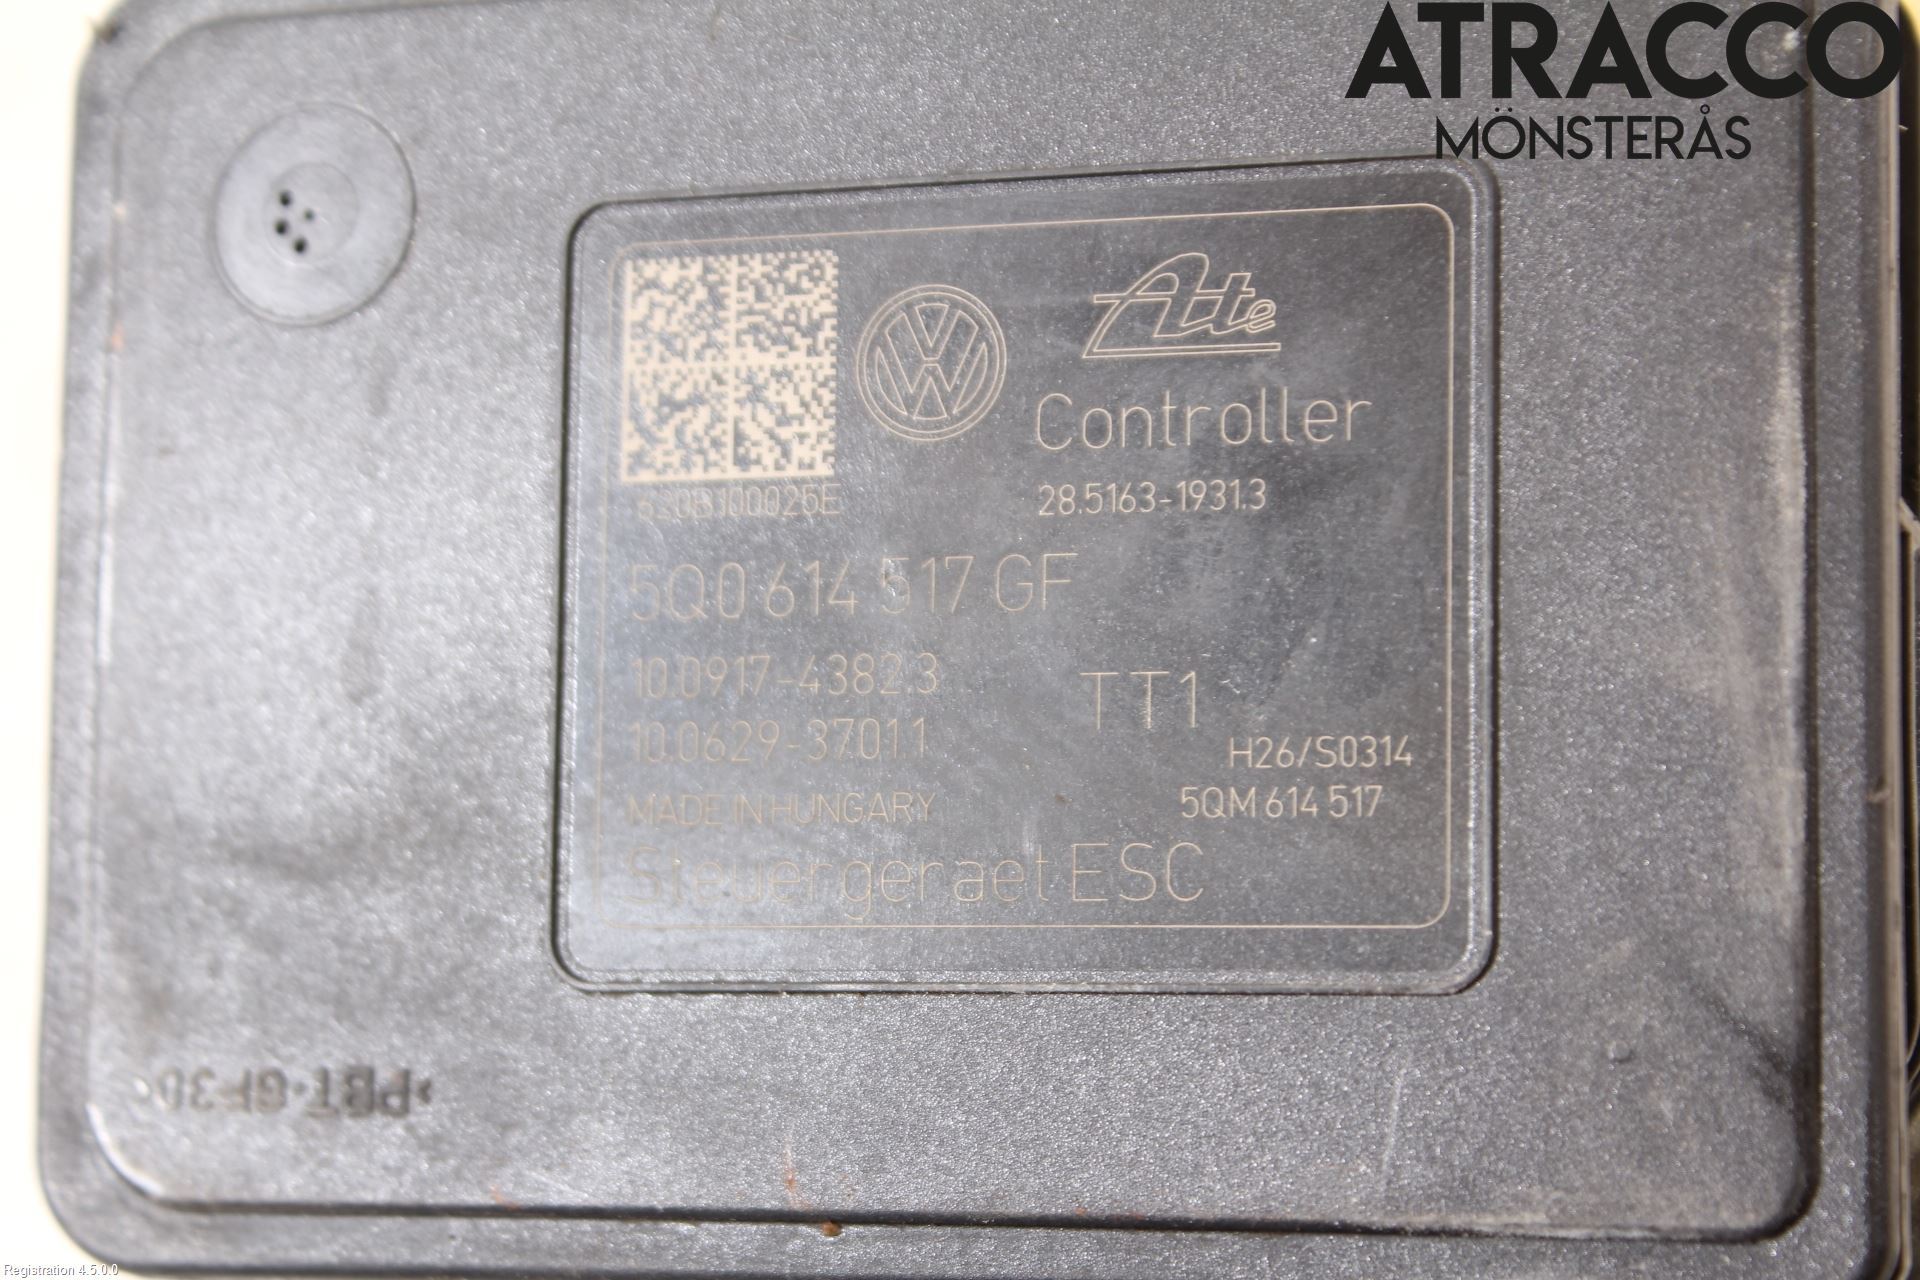 ATRACCO
MÖNSTERÅS
Ate
Controller
620B100025E
28.5163-1931.3
5Q0 614 517 GF
10.0917-4382.3
TT1
10.0629-3701.1
H26/S0314
MADE IN HUNGARY
5QM 614 517
Steuergeraet ESC
>PBT-GF30<
Registration 4.5.0.0